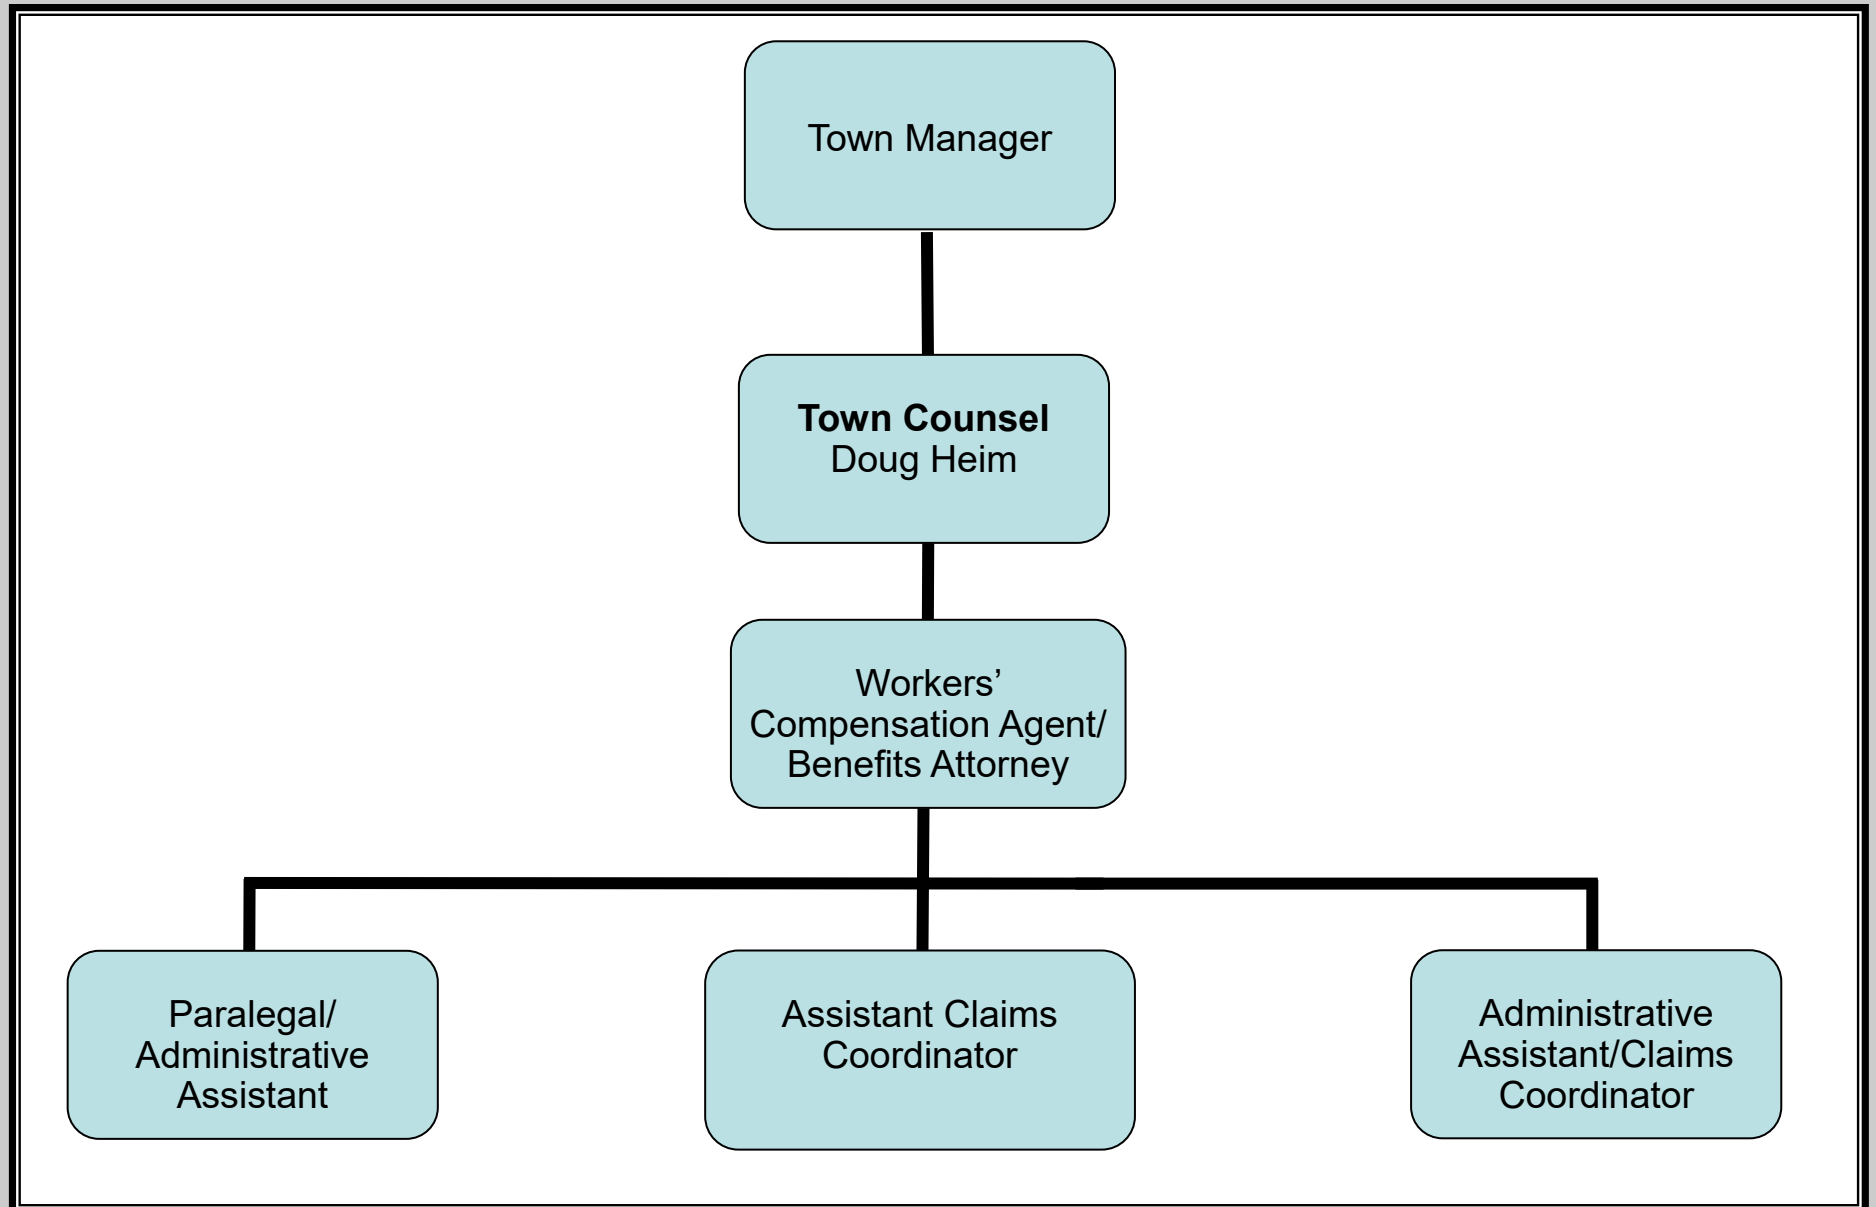 Town Manager
Town Counsel
Doug Heim
Workers’
Compensation Agent/
Benefits Attorney
Paralegal/
Administrative
Assistant
Assistant Claims
Coordinator
Administrative
Assistant/Claims
Coordinator